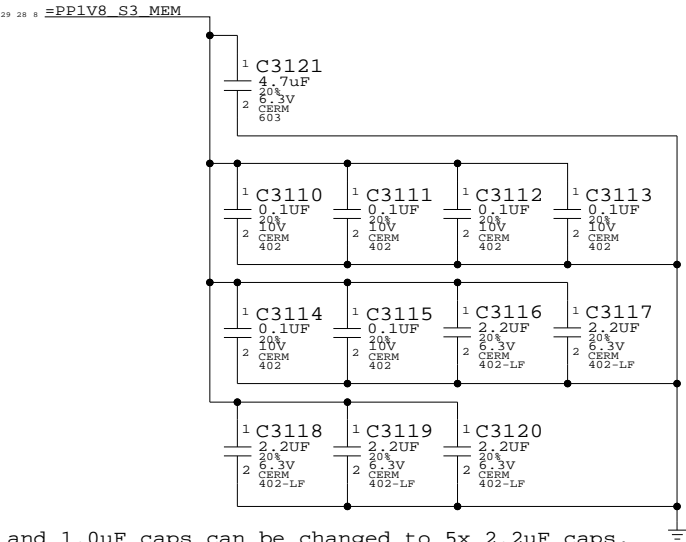 29 28 8 =PP1V8_S3_MEM
1 C3121
4.7uF
20%
6.3V
2 CERM
603
1 C3110 1 C3111 1 C3112 1 C3113
0.1UF 0.1UF 0.1UF 0.1UF
20% 20% 20% 20%
10V 10V 10V 10V
2 CERM 2 CERM 2 CERM 2 CERM
402 402 402 402
1 C3114 1 C3115 1 C3116 1 C3117
0.1UF 0.1UF 2.2UF 2.2UF
20% 20% 20% 20%
10V 10V 6.3V 6.3V
2 CERM 2 CERM 2 CERM 2 CERM
402 402 402-LF 402-LF
1 C3118 1 C3119 1 C3120
2.2UF 2.2UF 2.2UF
20% 20% 20%
6.3V 6.3V 6.3V
2 CERM 2 CERM 2 CERM
402-LF 402-LF 402-LF
and 1.0uF caps can be changed to 5x 2.2uF caps.